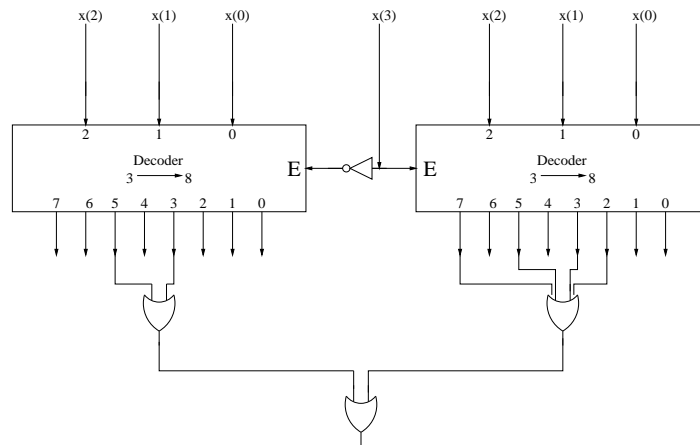 x(2) x(1) x(0) x(3) x(2) x(1) x(0)
2 1 0 2 1 0
Decoder Decoder
3 8 E E 3 8
7 6 5 4 3 2 1 0 7 6 5 4 3 2 1 0